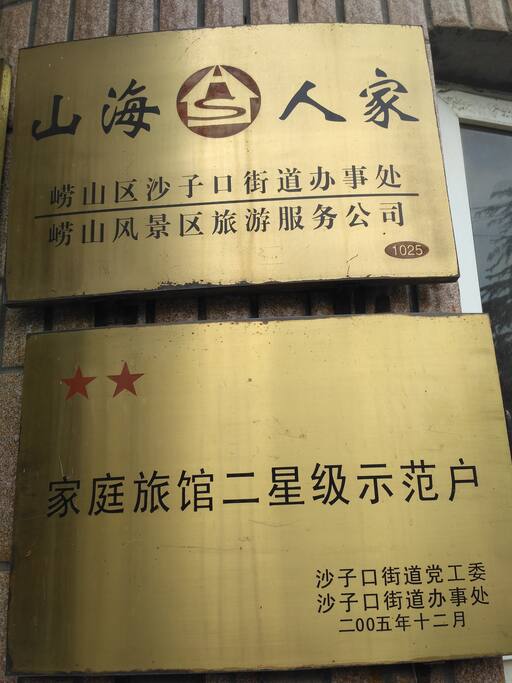 山海人家
崂山区沙子口街道办事处
崂山风景区旅游服务公司
1025
家庭旅馆二星级示范户
沙子口街道党工委
沙子口街道办事处
二00五年十二月